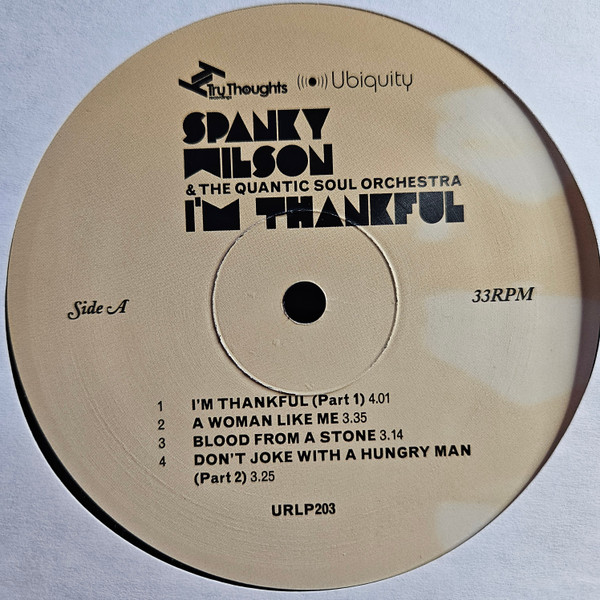 Tru Thoughts
recordings
Ubiquity
SPANKY
WILSON
& THE QUANTIC SOUL ORCHESTRA
I'M THANKFUL
Side A
33RPM
1 I'M THANKFUL (Part 1) 4.01
2 A WOMAN LIKE ME 3.35
3 BLOOD FROM A STONE 3.14
4 DON'T JOKE WITH A HUNGRY MAN
(Part 2) 3.25
URLP203